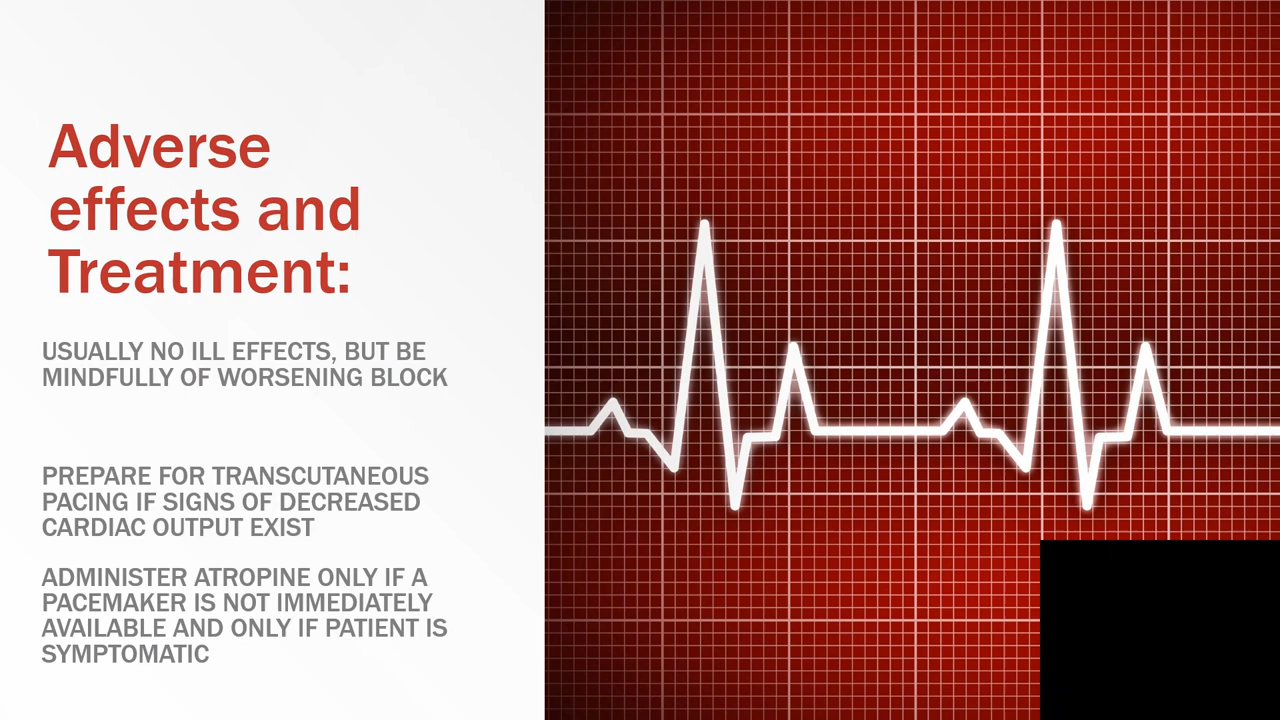 Adverse
effects and
Treatment:
USUALLY NO ILL EFFECTS, BUT BE
MINDFULLY OF WORSENING BLOCK
PREPARE FOR TRANSCUTANEOUS
PACING IF SIGNS OF DECREASED
CARDIAC OUTPUT EXIST
ADMINISTER ATROPINE ONLY IF A
PACEMAKER IS NOT IMMEDIATELY
AVAILABLE AND ONLY IF PATIENT IS
SYMPTOMATIC